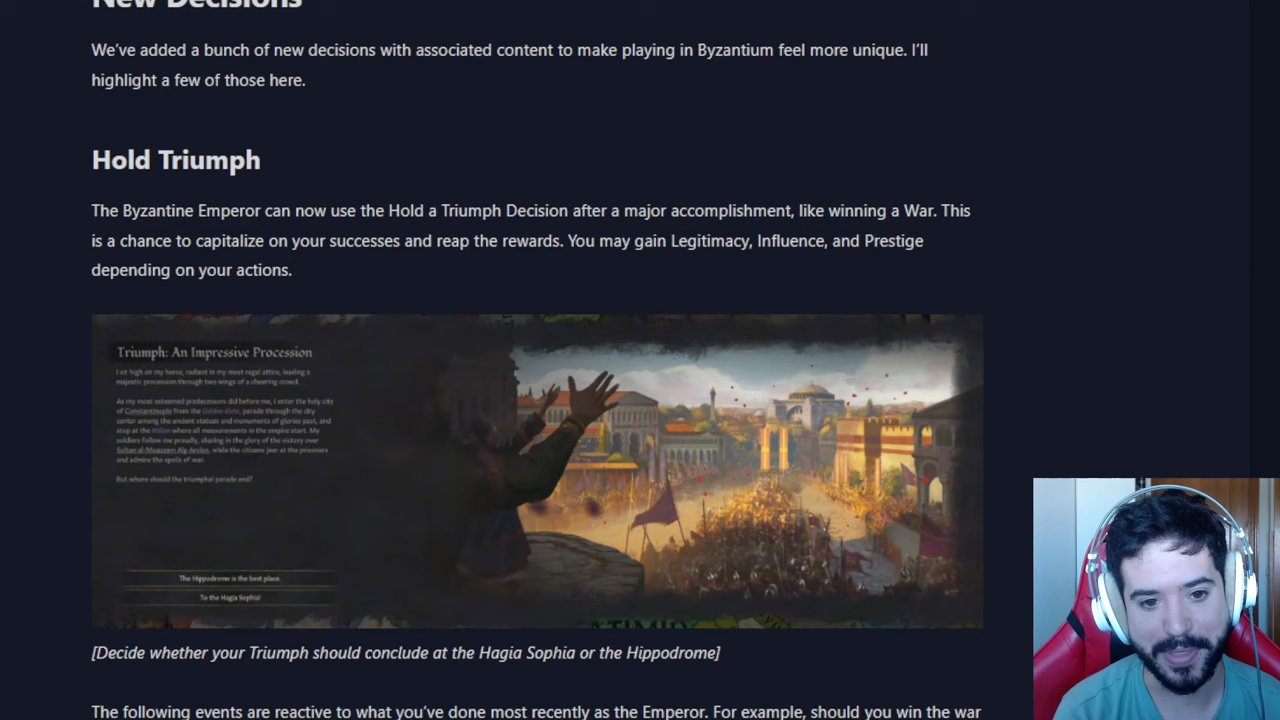 New Decisions
We've added a bunch of new decisions with associated content to make playing in Byzantium feel more unique. I'll
highlight a few of those here.
Hold Triumph
The Byzantine Emperor can now use the Hold a Triumph Decision after a major accomplishment, like winning a War. This
is a chance to capitalize on your successes and reap the rewards. You may gain Legitimacy, Influence, and Prestige
depending on your actions.
Triumph: An Impressive Procession
I sit high on my horse, radiant in my most regal attire, leading a
majestic procession through two wings of a cheering crowd.
As my most esteemed predecessors did before me, I enter the holy city
of Constantinople from the Golden Gate, parade through the city
center among the ancient statues and monuments of glories past, and
stop at the Milion where all measurements in the empire start. My
soldiers follow me proudly, sharing in the glory of the victory over
Sultan al-Muazzam Alp Arslan, while the citizens jeer at the prisoners
and admire the spoils of war.
But where should the triumphal parade end?
The Hippodrome is the best place.
To the Hagia Sophia!
[Decide whether your Triumph should conclude at the Hagia Sophia or the Hippodrome]
The following events are reactive to what you've done most recently as the Emperor. For example, should you win the war